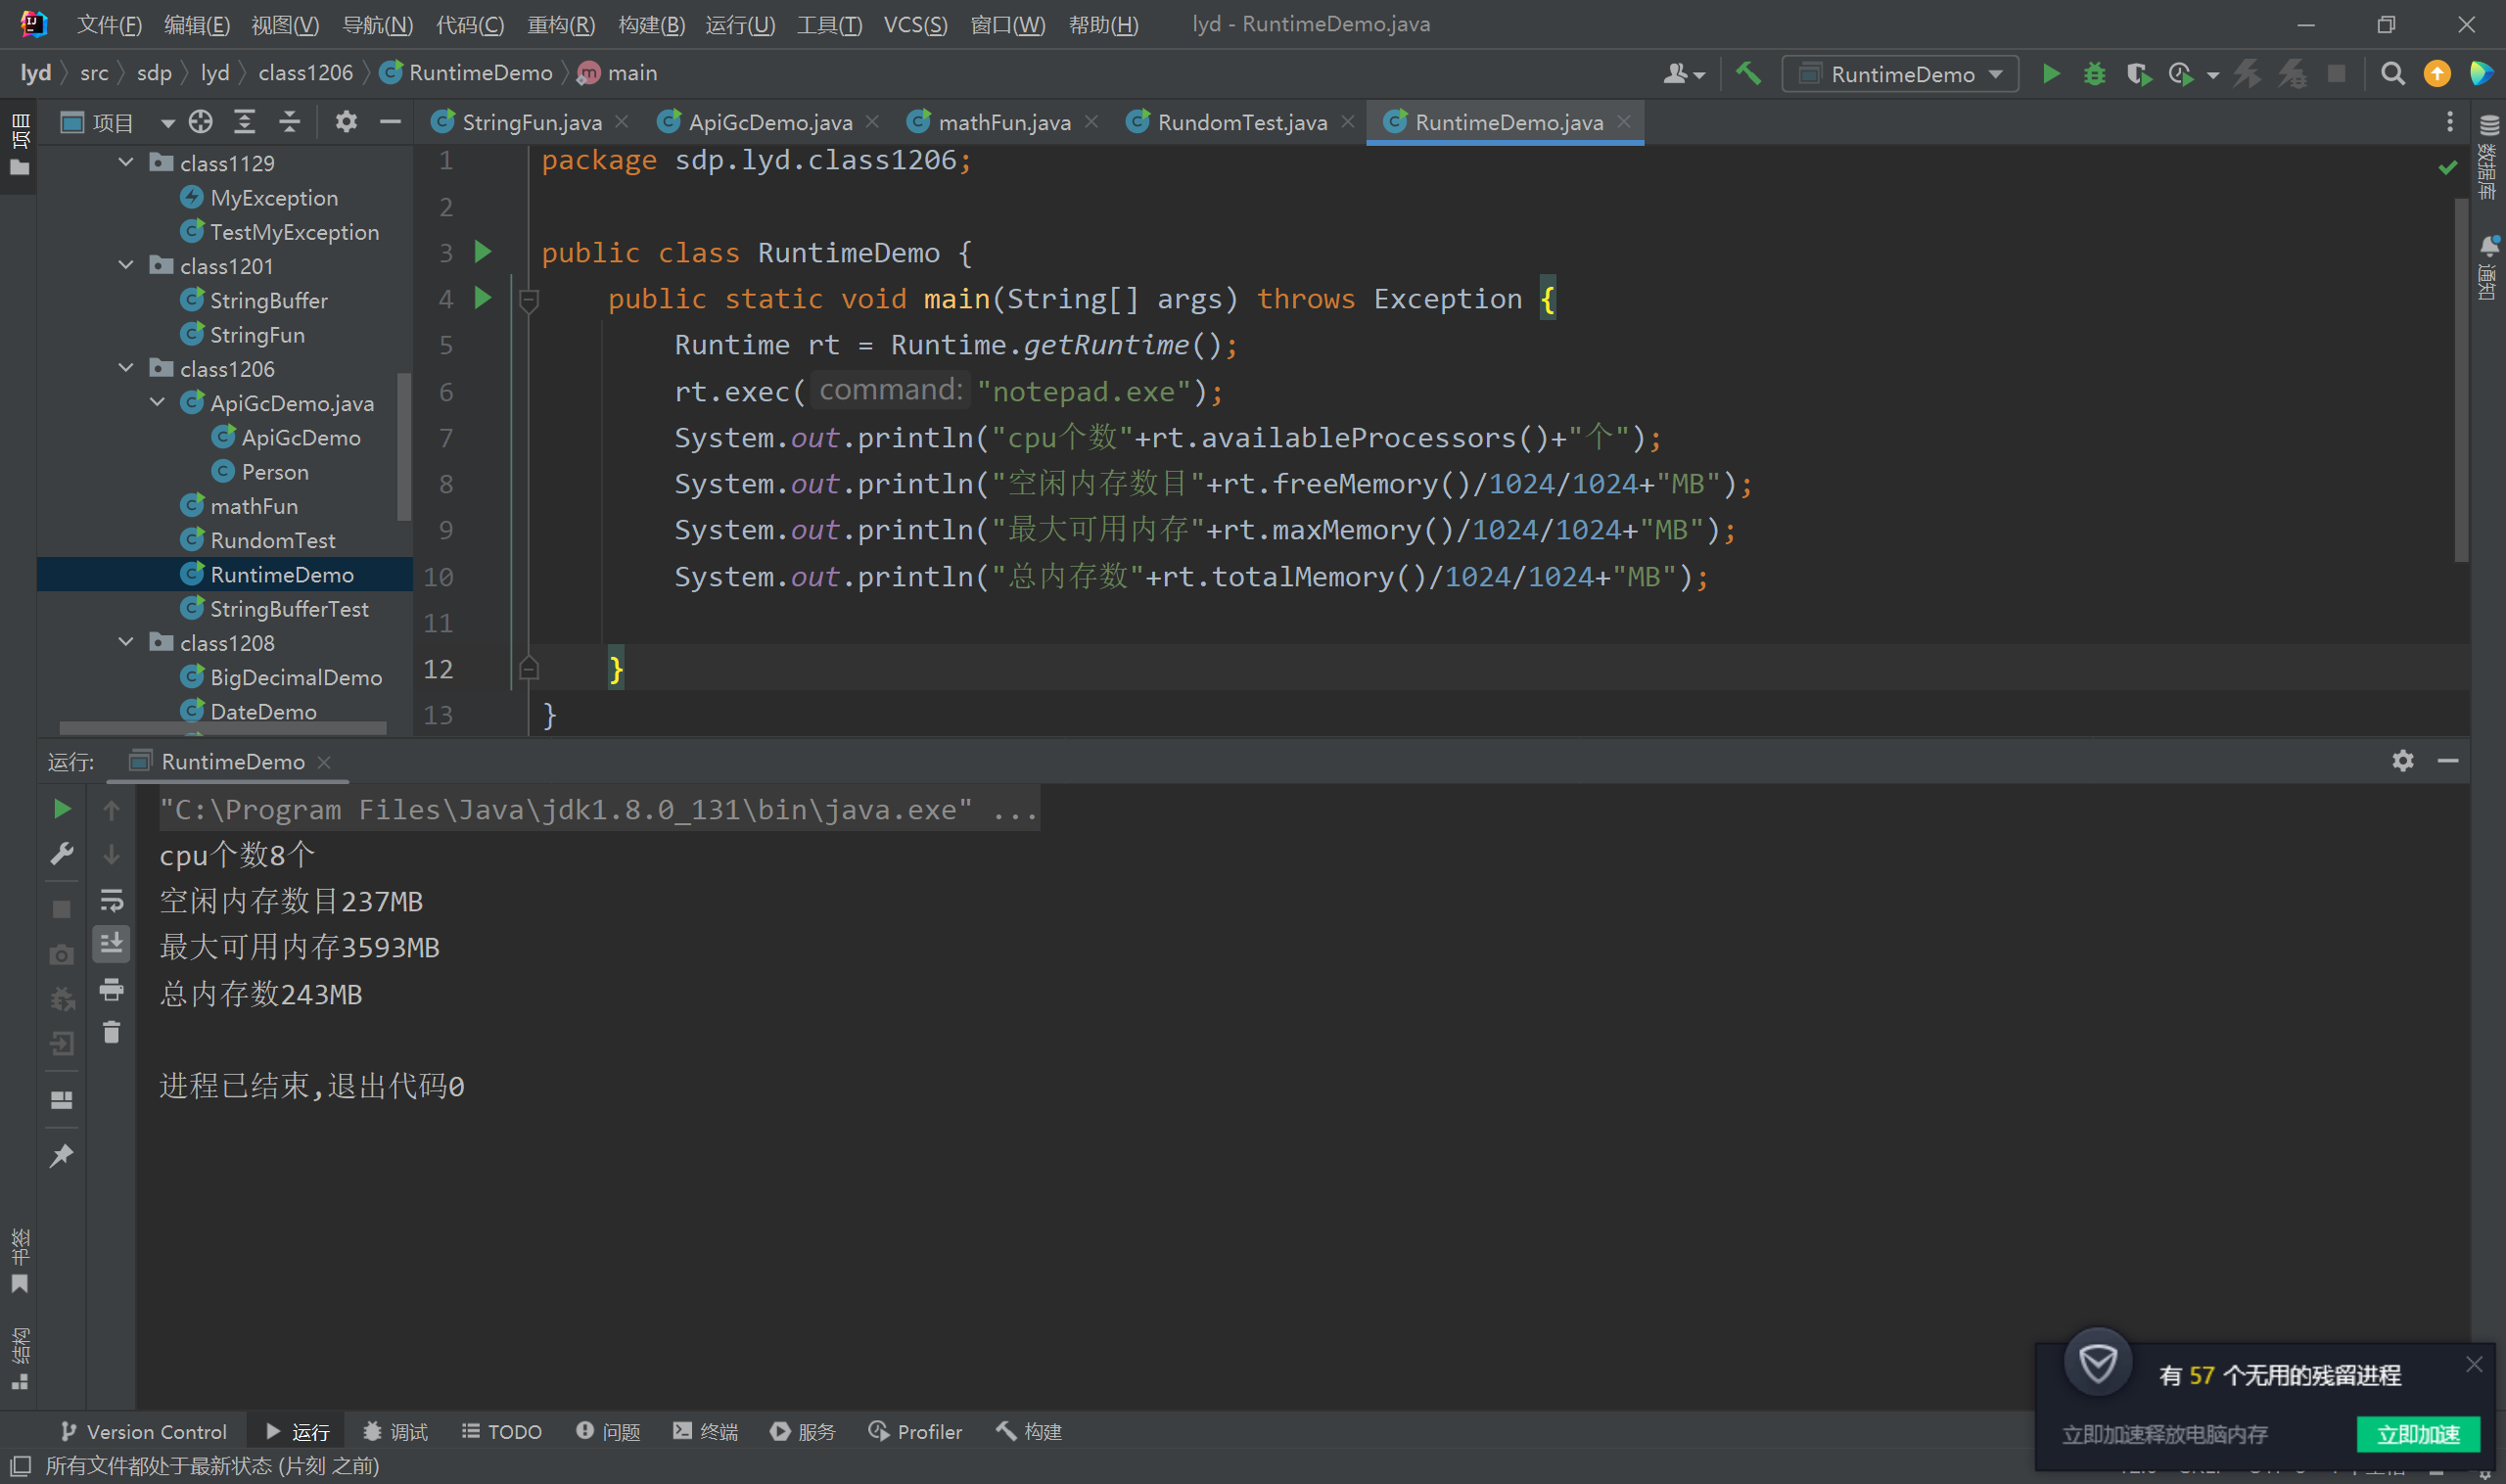 文件(F) 编辑(E) 视图(V) 导航(N) 代码(C) 重构(R) 构建(B) 运行(U) 工具(T) VCS(S) 窗口(W) 帮助(H) lyd - RuntimeDemo.java
lyd src sdp lyd class1206 RuntimeDemo main RuntimeDemo
项目
项目
StringFun.java ApiGcDemo.java mathFun.java RundomTest.java RuntimeDemo.java
class1129
MyException
TestMyException
class1201
StringBuffer
StringFun
class1206
ApiGcDemo.java
ApiGcDemo
Person
mathFun
RundomTest
RuntimeDemo
StringBufferTest
class1208
BigDecimalDemo
DateDemo
1 package sdp.lyd.class1206;
2
3 public class RuntimeDemo {
4 public static void main(String[] args) throws Exception {
5 Runtime rt = Runtime.getRuntime();
6 rt.exec( command: "notepad.exe");
7 System.out.println("cpu个数"+rt.availableProcessors()+"个");
8 System.out.println("空闲内存数目"+rt.freeMemory()/1024/1024+"MB");
9 System.out.println("最大可用内存"+rt.maxMemory()/1024/1024+"MB");
10 System.out.println("总内存数"+rt.totalMemory()/1024/1024+"MB");
11
12 }
13 }
数据库
通知
运行: RuntimeDemo
"C:\Program Files\Java\jdk1.8.0_131\bin\java.exe" ...
cpu个数8个
空闲内存数目237MB
最大可用内存3593MB
总内存数243MB
进程已结束,退出代码0
书签
结构
有 57 个无用的残留进程
立即加速释放电脑内存 立即加速
Version Control 运行 调试 TODO 问题 终端 服务 Profiler 构建
所有文件都处于最新状态 (片刻 之前)